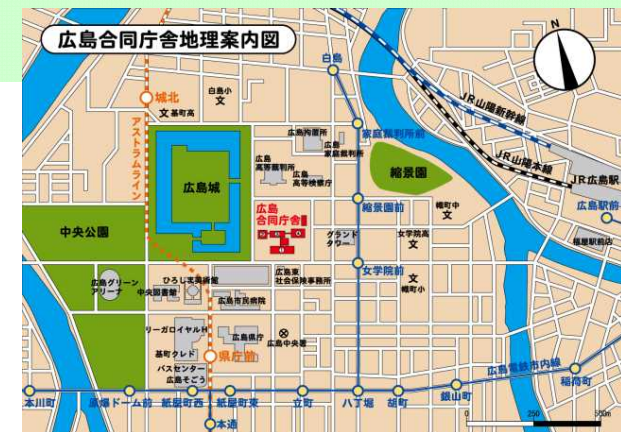 広島合同庁舎地理案内図
N
白島
城北
白島小
文
文 基町高
アストラムライン
JR山陽新幹線
JR山陽本線
JR広島駅
広島駅前
福屋駅前店
広島拘置所
広島
家庭裁判所
家庭裁判所前
広島
高等裁判所
広島
高等検察庁
縮景園
広島城
中央公園
広島
合同庁舎
縮景園前
幟町中
文
グランド
タワー
女学院高
文
女学院前
文
幟町小
広島グリーン
アリーナ
ひろしま美術館
中央図書館
広島東
社会保険事務所
広島市民病院
リーガロイヤルH
基町クレド
広島県庁
広島中央署
県庁前
バスセンター
広島そごう
広島電鉄市内線
本川町
原爆ドーム前
紙屋町西
紙屋町東
立町
八丁堀
胡町
銀山町
稲荷町
本通
0
250
500m